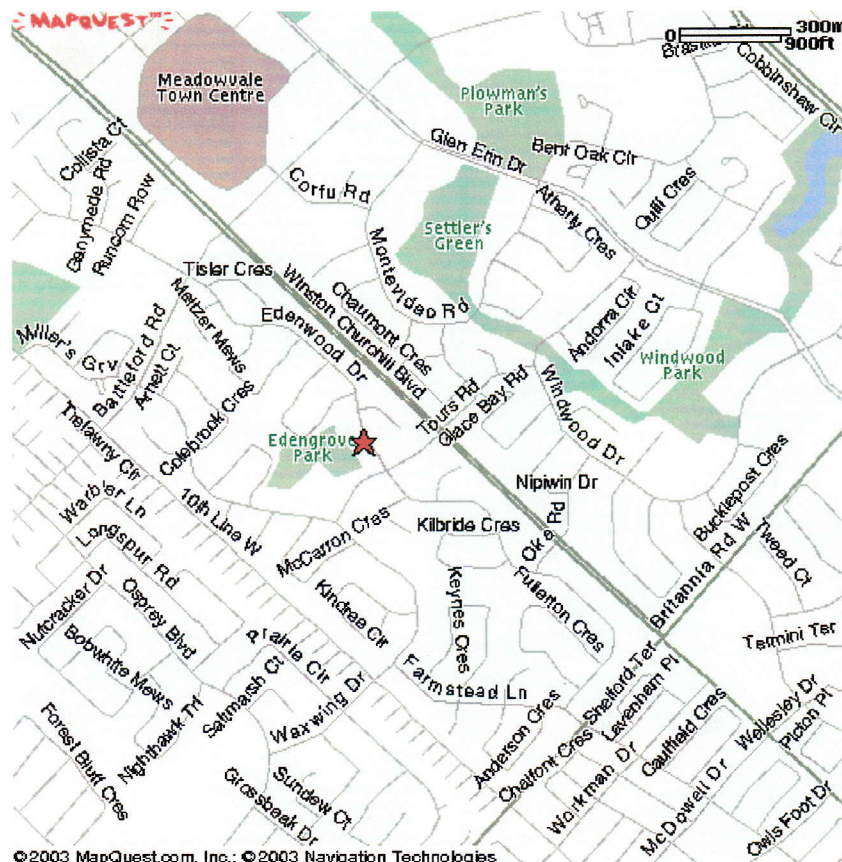 MAPQUEST
0 300m
900ft
Cobbinshaw Cir
Meadowvale
Town Centre
Plowman's
Park
Collista Ct
Glen Erin Dr
Bent Oak Cir
Corfu Rd
Settler's
Green
Atherly Cres
Quill Cres
Ganymede Rd
Runcorn Row
Montevideo Rd
Tisler Cres
Winston Churchill Blvd
Chaumont Cres
Meltzer Mews
Edenwood Dr
Andorra Cir
Inlake Ct
Windwood
Park
Miller's Grv
Battleford Rd
Arnett Ct
Windwood Dr
Tours Rd
Glace Bay Rd
Colebrook Cres
Edengrove
Park
Trelawny Cir
10th Line W
Nipiwin Dr
Bucklepost Cres
Warbler Ln
Longspur Rd
McCarron Cres
Kilbride Cres
Oke Rd
Britannia Rd W
Tweed Ct
Nutcracker Dr
Osprey Blvd
Kindree Cir
Keynes Cres
Fullerton Cres
Termini Ter
Bobwhite Mews
Prairie Cir
Saltmarsh Ct
Waxwing Dr
Farmstead Ln
Shelford Ter
Lavenham Pl
Nighthawk Trl
Anderson Cres
Chalfont Cres
Caulfield Cres
Wellesley Dr
Picton Pl
Forest Bluff Cres
Sundew Ct
Grossbeak Dr
Workman Dr
McDowell Dr
Owls Foot Dr
©2003 MapQuest.com, Inc.; ©2003 Navigation Technologies